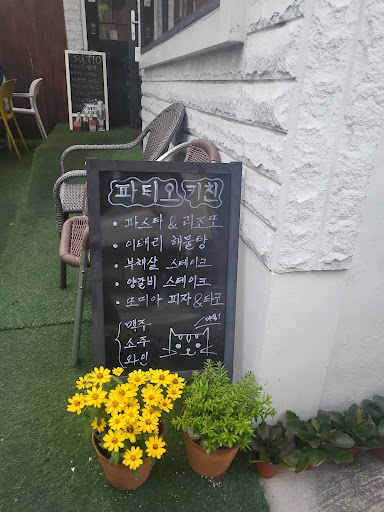 파티오 키친
• 파스타 & 리조또
• 이태리 해물탕
• 부채살 스테이크
• 양갈비 스테이크
• 또띠아 피자 & 타코
맥주
소주
와인
야옹!